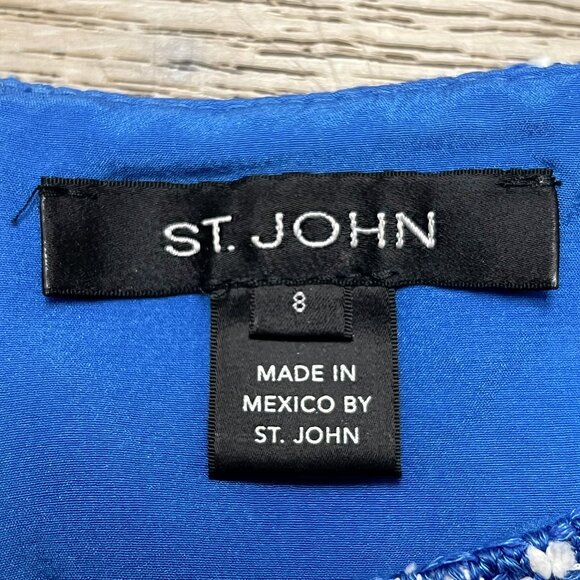 ST. JOHN
8
MADE IN
MEXICO BY
ST. JOHN